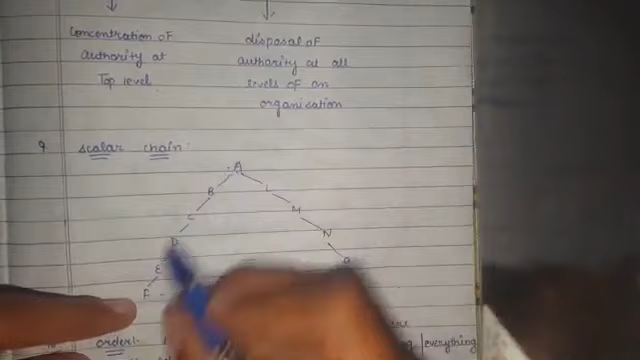 concentration of
authority at
Top level
disposal of
authority at all
levels of an
organisation
9 scalar chain:
A
B L
C M
D N
E
F
order:
/everything